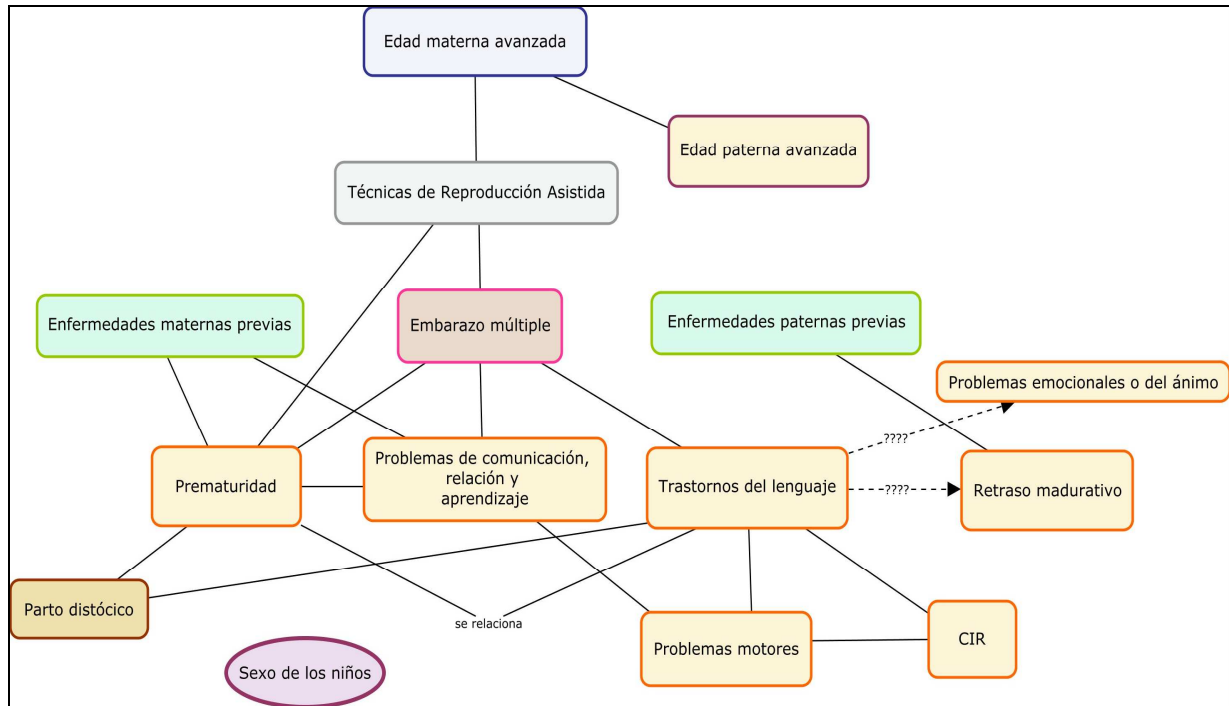 Edad materna avanzada
Edad paterna avanzada
Técnicas de Reproducción Asistida
Enfermedades maternas previas
Embarazo múltiple
Enfermedades paternas previas
Problemas emocionales o del ánimo
????
Prematuridad
Problemas de comunicación,
relación y
aprendizaje
Trastornos del lenguaje
????
Retraso madurativo
Parto distócico
se relaciona
Problemas motores
CIR
Sexo de los niños